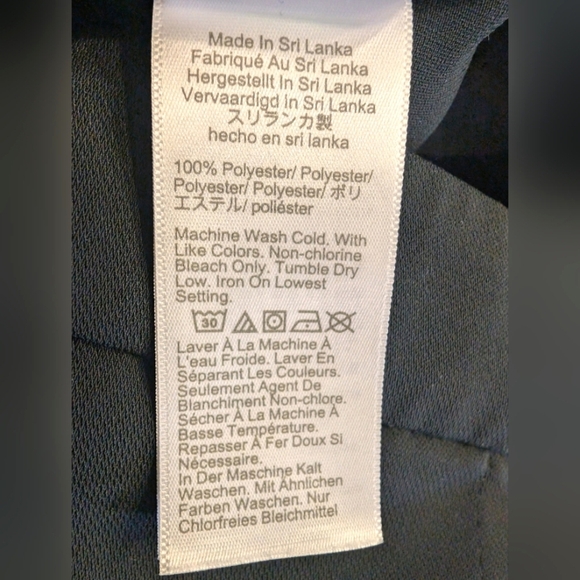 Made In Sri Lanka
Fabriqué Au Sri Lanka
Hergestellt In Sri Lanka
Vervaardigd In Sri Lanka
スリランカ製
hecho en sri lanka
100% Polyester/ Polyester/
Polyester/ Polyester/ ポリ
エステル/ poliéster
Machine Wash Cold. With
Like Colors. Non-chlorine
Bleach Only. Tumble Dry
Low. Iron On Lowest
Setting.
30
Laver À La Machine À
L'eau Froide. Laver En
Séparant Les Couleurs.
Seulement Agent De
Blanchiment Non-chlore.
Sécher À La Machine À
Basse Température.
Repasser À Fer Doux Si
Nécessaire.
In Der Maschine Kalt
Waschen. Mit Ähnlichen
Farben Waschen. Nur
Chlorfreies Bleichmittel